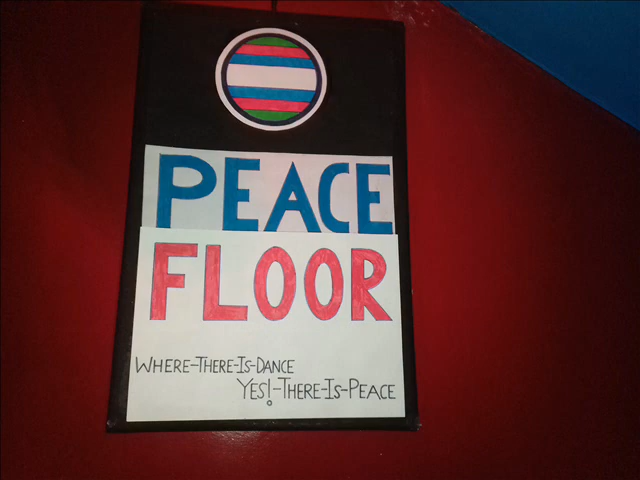 PEACE
FLOOR
WHERE-THERE-IS-DANCE
YES!-THERE-IS-PEACE